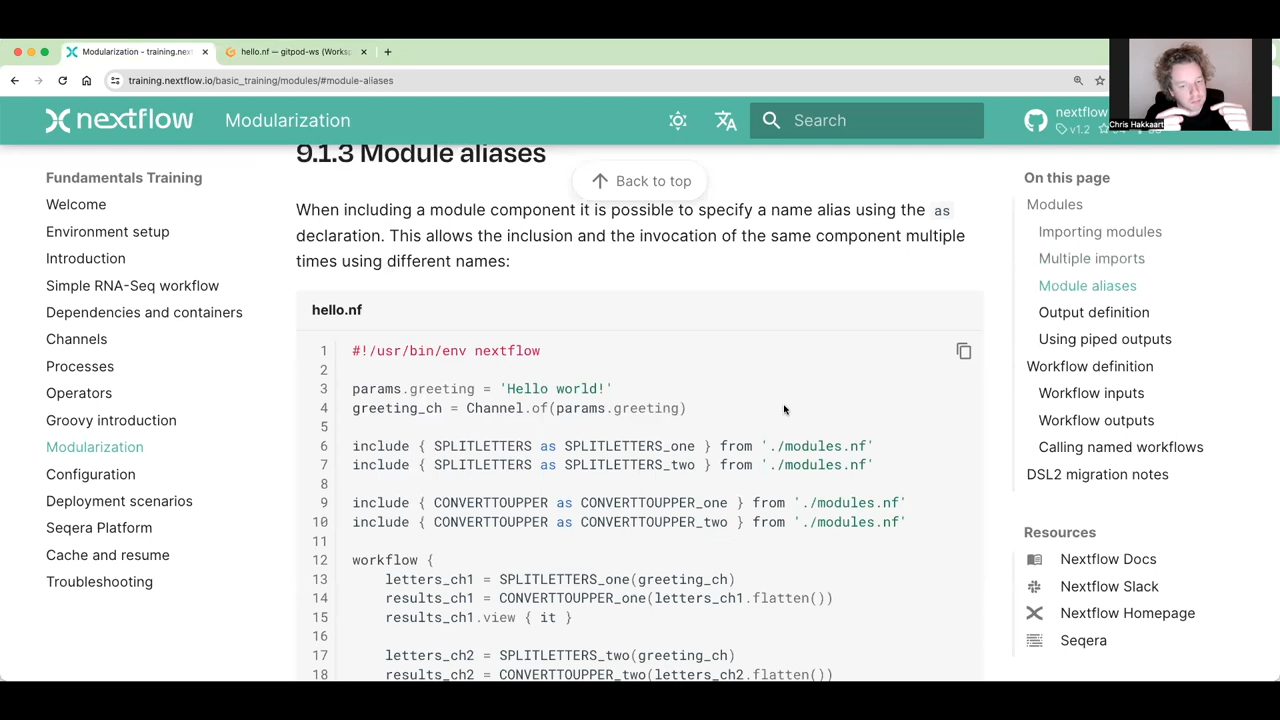 Modularization - training.nex
hello.nf — gitpod-ws (Works
training.nextflow.io/basic_training/modules/#module-aliases
nextflow
Modularization
Search
nextflow
v1.2
Chris Hakkaart
9.1.3 Module aliases
Back to top
Fundamentals Training
Welcome
Environment setup
Introduction
Simple RNA-Seq workflow
Dependencies and containers
Channels
Processes
Operators
Groovy introduction
Modularization
Configuration
Deployment scenarios
Seqera Platform
Cache and resume
Troubleshooting
When including a module component it is possible to specify a name alias using the as
declaration. This allows the inclusion and the invocation of the same component multiple
times using different names:
hello.nf
1 #!/usr/bin/env nextflow
2
3 params.greeting = 'Hello world!'
4 greeting_ch = Channel.of(params.greeting)
5
6 include { SPLITLETTERS as SPLITLETTERS_one } from './modules.nf'
7 include { SPLITLETTERS as SPLITLETTERS_two } from './modules.nf'
8
9 include { CONVERTTOUPPER as CONVERTTOUPPER_one } from './modules.nf'
10 include { CONVERTTOUPPER as CONVERTTOUPPER_two } from './modules.nf'
11
12 workflow {
13 letters_ch1 = SPLITLETTERS_one(greeting_ch)
14 results_ch1 = CONVERTTOUPPER_one(letters_ch1.flatten())
15 results_ch1.view { it }
16
17 letters_ch2 = SPLITLETTERS_two(greeting_ch)
18 results_ch2 = CONVERTTOUPPER_two(letters_ch2.flatten())
On this page
Modules
Importing modules
Multiple imports
Module aliases
Output definition
Using piped outputs
Workflow definition
Workflow inputs
Workflow outputs
Calling named workflows
DSL2 migration notes
Resources
Nextflow Docs
Nextflow Slack
Nextflow Homepage
Seqera